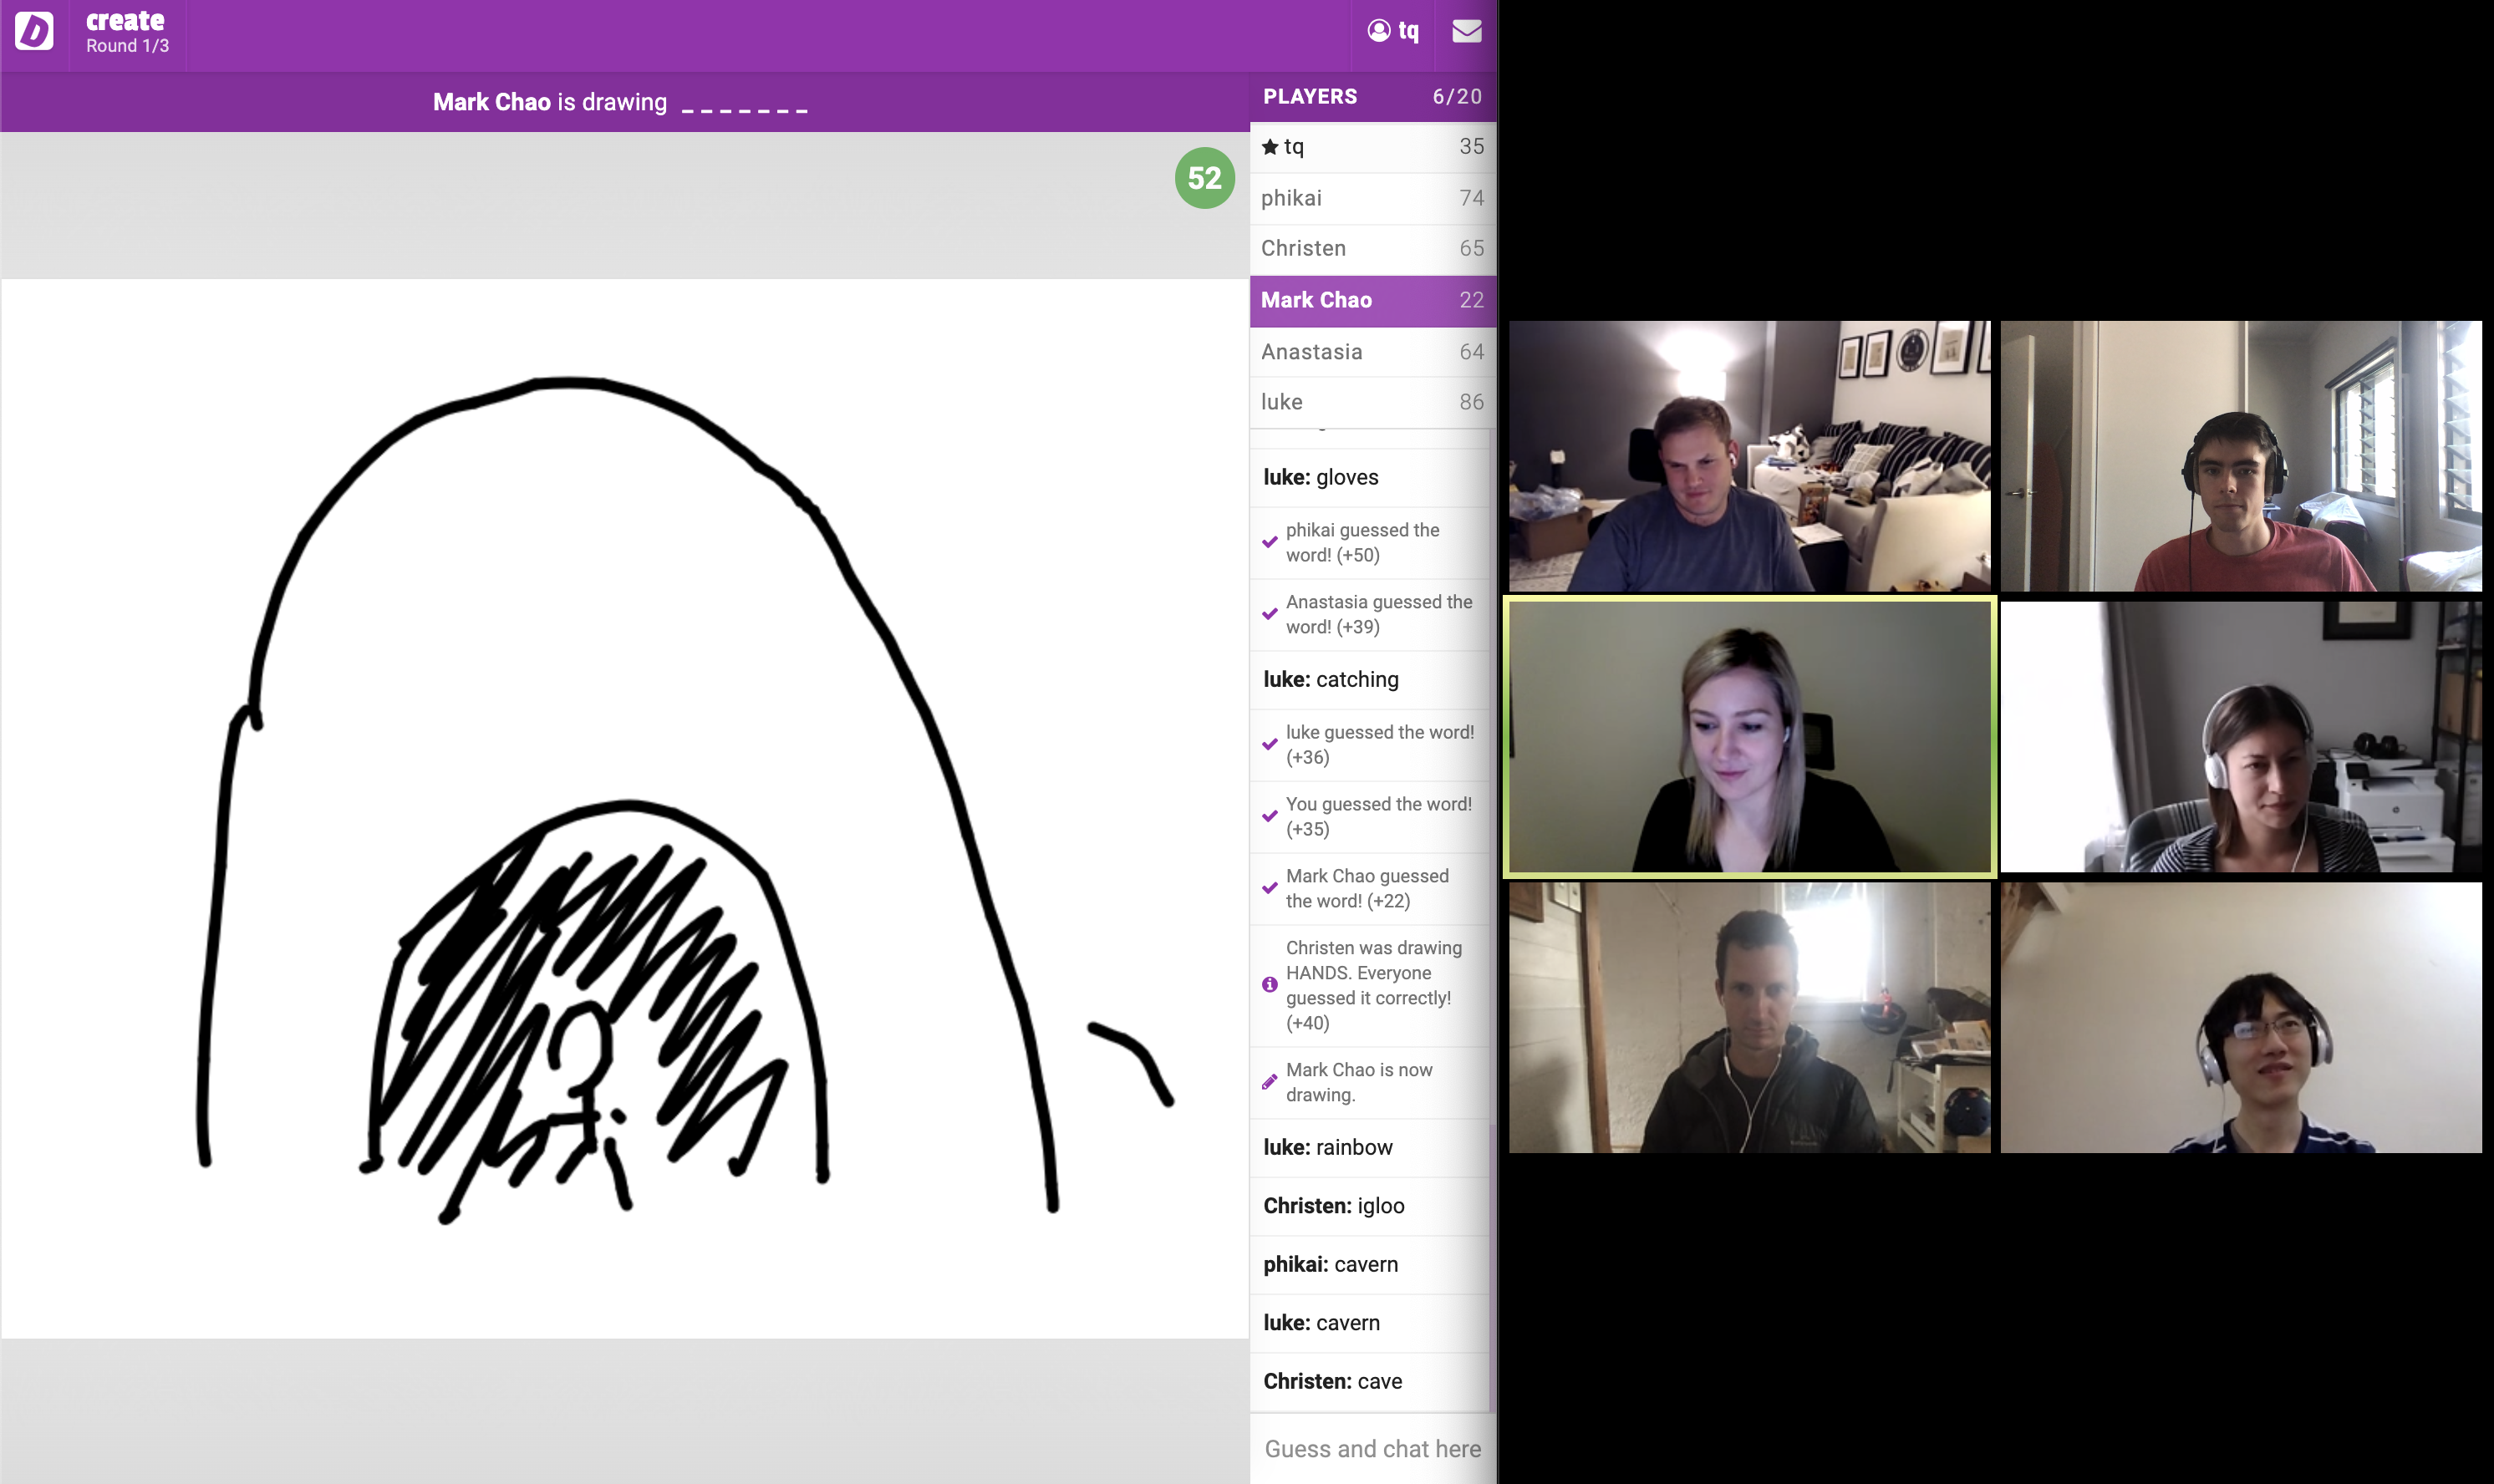 D
create
Round 1/3
tq
Mark Chao is drawing _ _ _ _ _ _ _
52
PLAYERS 6/20
tq 35
phikai 74
Christen 65
Mark Chao 22
Anastasia 64
luke 86
luke: gloves
phikai guessed the
word! (+50)
Anastasia guessed the
word! (+39)
luke: catching
luke guessed the word!
(+36)
You guessed the word!
(+35)
Mark Chao guessed
the word! (+22)
Christen was drawing
HANDS. Everyone
guessed it correctly!
(+40)
Mark Chao is now
drawing.
luke: rainbow
Christen: igloo
phikai: cavern
luke: cavern
Christen: cave
Guess and chat here